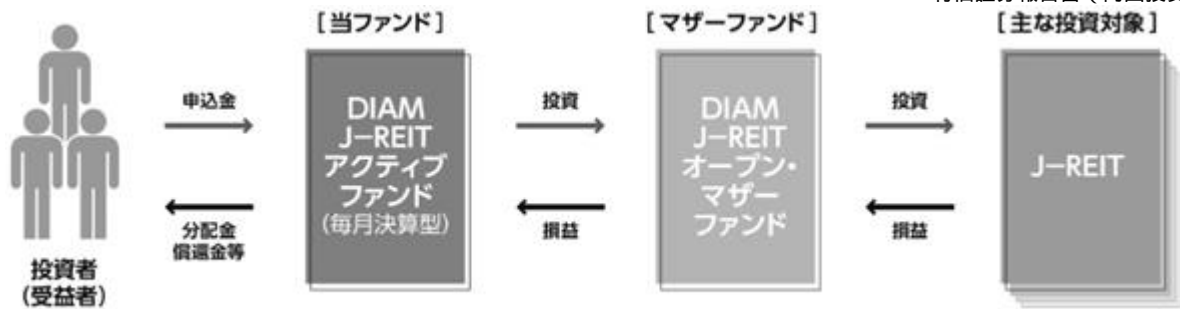 [当ファンド]
[マザーファンド]
[主な投資対象]
申込金
投資
投資
DIAM
J-REIT
アクティブ
ファンド
(毎月決算型)
DIAM
J-REIT
オープン・
マザー
ファンド
J-REIT
分配金
償還金等
損益
損益
投資者
(受益者)